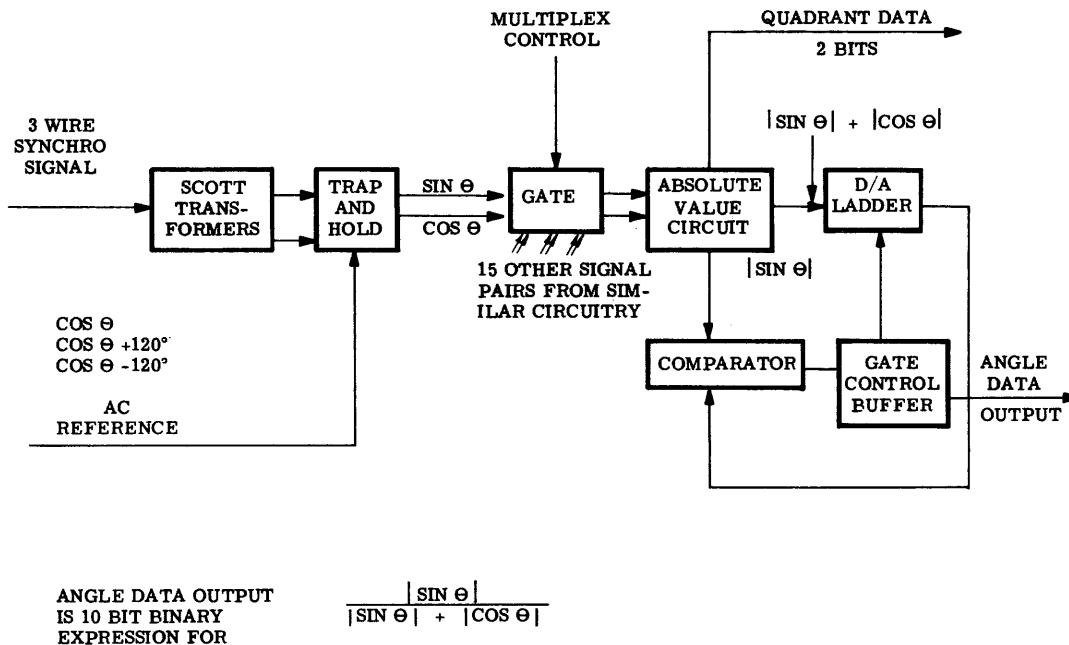 MULTIPLEX
CONTROL
QUADRANT DATA
2 BITS
3 WIRE
SYNCHRO
SIGNAL
|SIN Θ| + |COS Θ|
SCOTT
TRANS-
FORMERS
TRAP
AND
HOLD
SIN Θ
COS Θ
GATE
ABSOLUTE
VALUE
CIRCUIT
D/A
LADDER
|SIN Θ|
15 OTHER SIGNAL
PAIRS FROM SIM-
ILAR CIRCUITRY
COS Θ
COS Θ +120°
COS Θ -120°
COMPARATOR
GATE
CONTROL
BUFFER
ANGLE
DATA
OUTPUT
AC
REFERENCE
ANGLE DATA OUTPUT
IS 10 BIT BINARY
EXPRESSION FOR
|SIN Θ|
|SIN Θ| + |COS Θ|